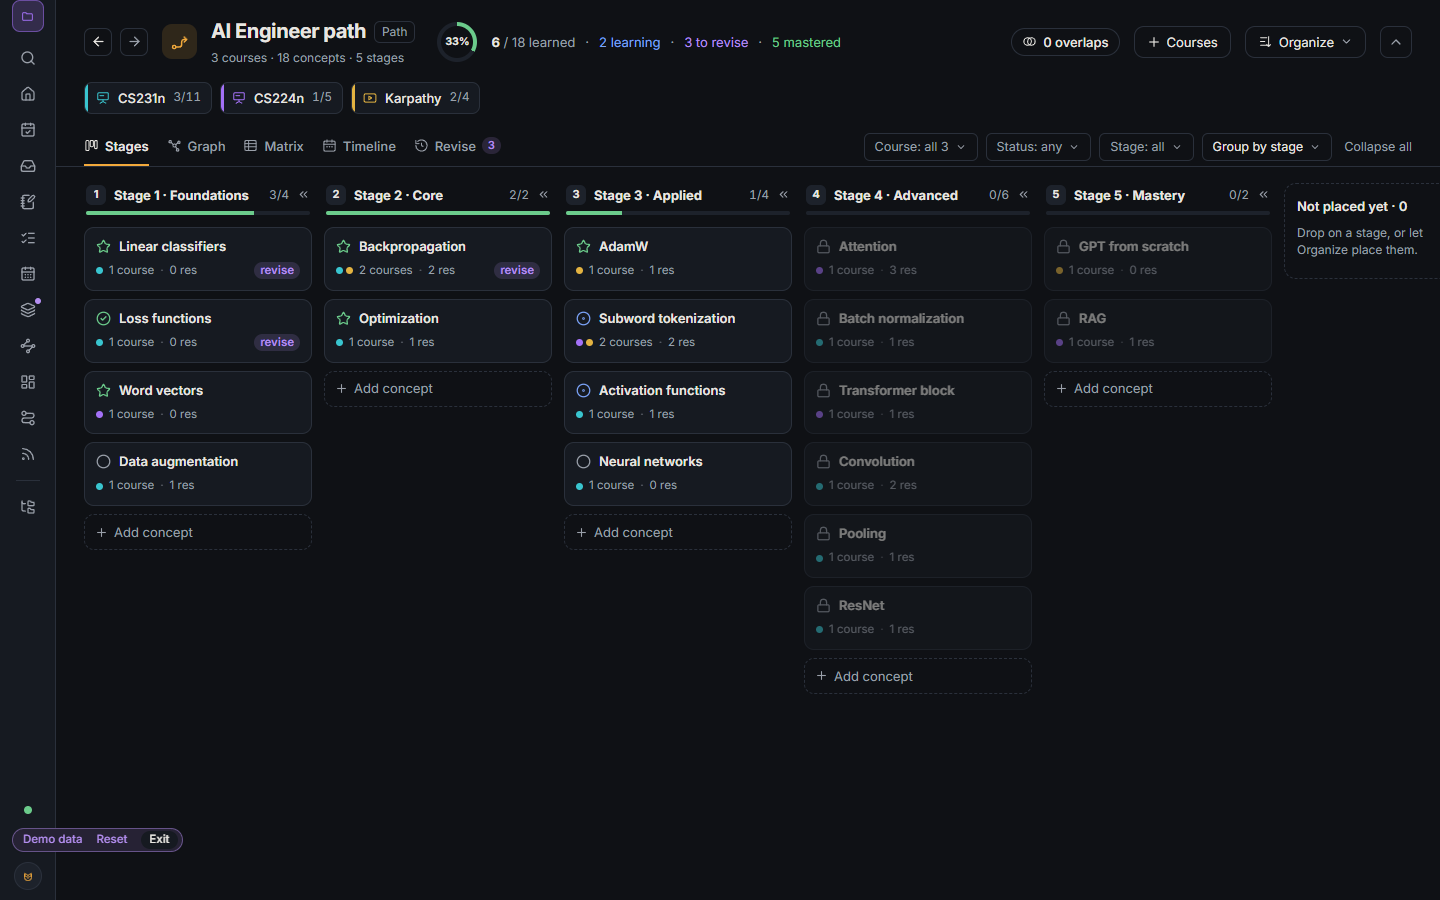 AI Engineer path
Path
3 courses · 18 concepts · 5 stages
33%
6 / 18 learned · 2 learning · 3 to revise · 5 mastered
0 overlaps
Courses
Organize
CS231n 3/11
CS224n 1/5
Karpathy 2/4
Stages
Graph
Matrix
Timeline
Revise 3
Course: all 3
Status: any
Stage: all
Group by stage
Collapse all
1 Stage 1 · Foundations 3/4
Linear classifiers
1 course · 0 res revise
Loss functions
1 course · 0 res revise
Word vectors
1 course · 0 res
Data augmentation
1 course · 1 res
+ Add concept
2 Stage 2 · Core 2/2
Backpropagation
2 courses · 2 res revise
Optimization
1 course · 1 res
+ Add concept
3 Stage 3 · Applied 1/4
AdamW
1 course · 1 res
Subword tokenization
2 courses · 2 res
Activation functions
1 course · 1 res
Neural networks
1 course · 0 res
+ Add concept
4 Stage 4 · Advanced 0/6
Attention
1 course · 3 res
Batch normalization
1 course · 1 res
Transformer block
1 course · 1 res
Convolution
1 course · 2 res
Pooling
1 course · 1 res
ResNet
1 course · 1 res
+ Add concept
5 Stage 5 · Mastery 0/2
GPT from scratch
1 course · 0 res
RAG
1 course · 1 res
+ Add concept
Not placed yet · 0
Drop on a stage, or let
Organize place them.
Demo data Reset Exit